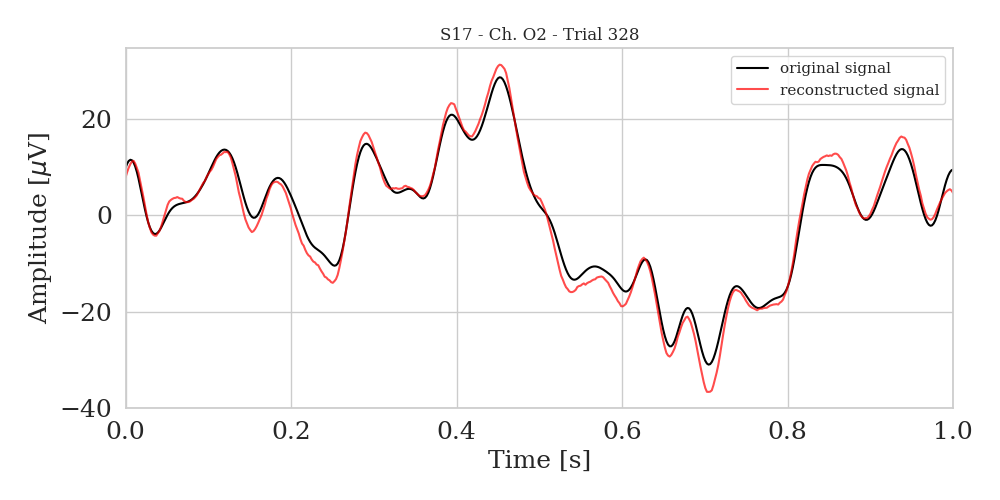 S17 - Ch. O2 - Trial 328
original signal
reconstructed signal
Amplitude [μV]
20
0
−20
−40
0.0 0.2 0.4 0.6 0.8 1.0
Time [s]